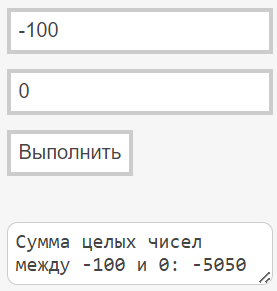 -100
0
Выполнить
Сумма целых чисел
между -100 и 0: -5050